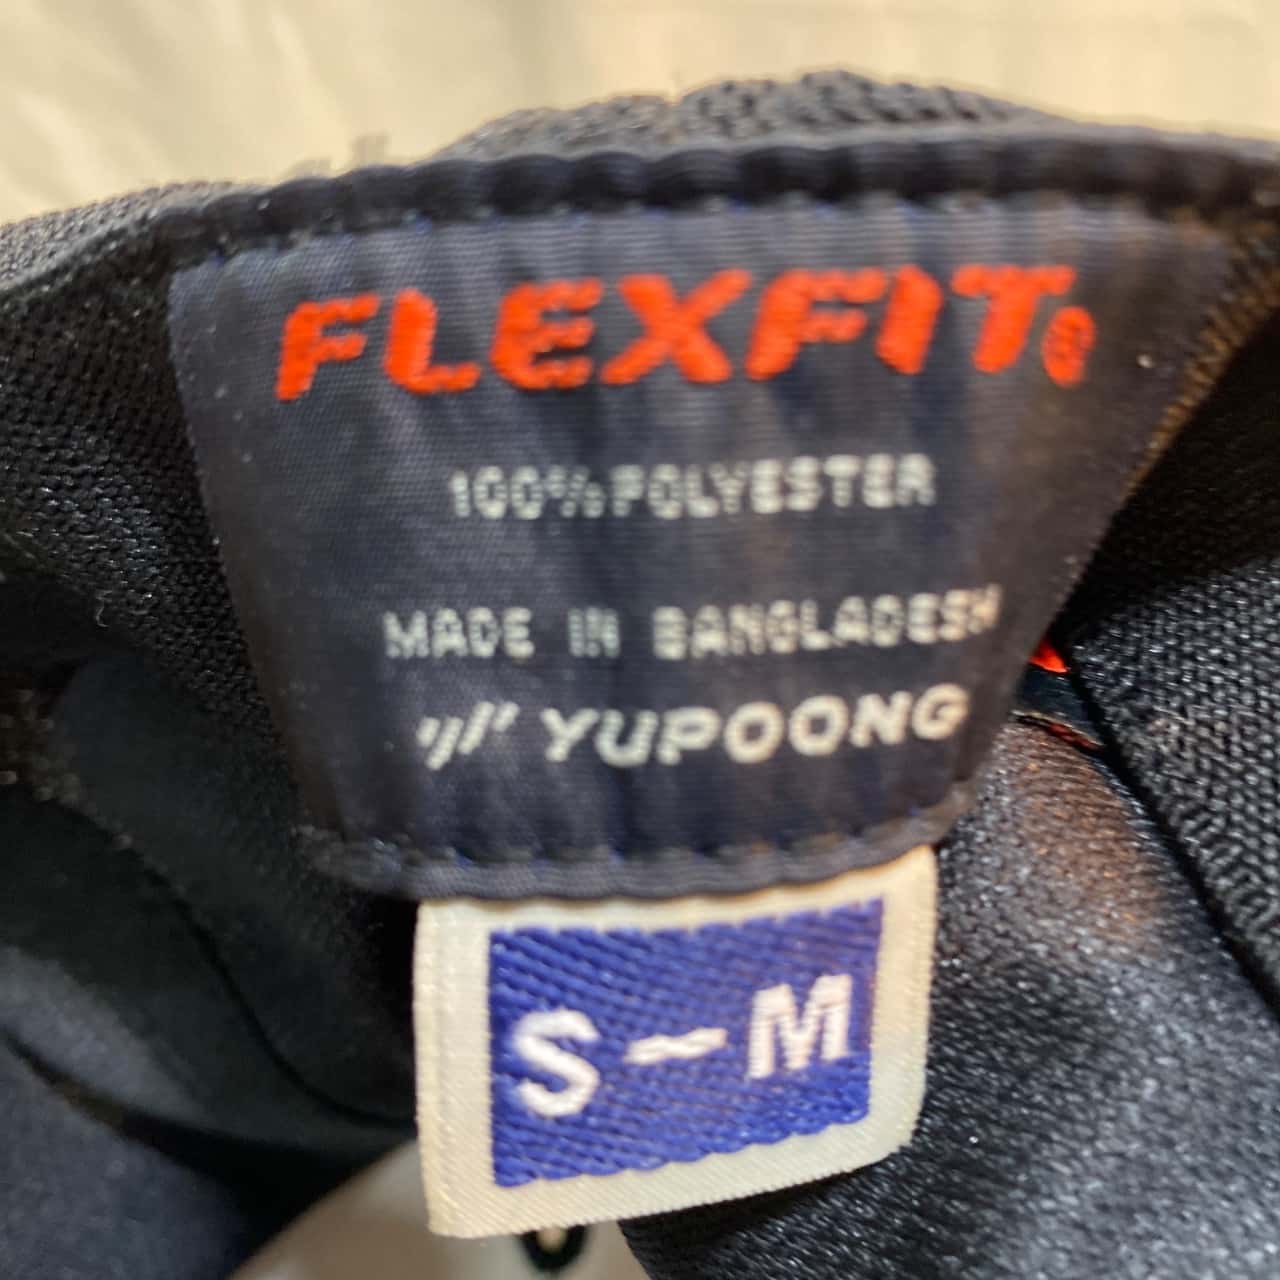 FLEXFIT®
100%POLYESTER
MADE IN BANGLADESH
YUPOONG
S~M